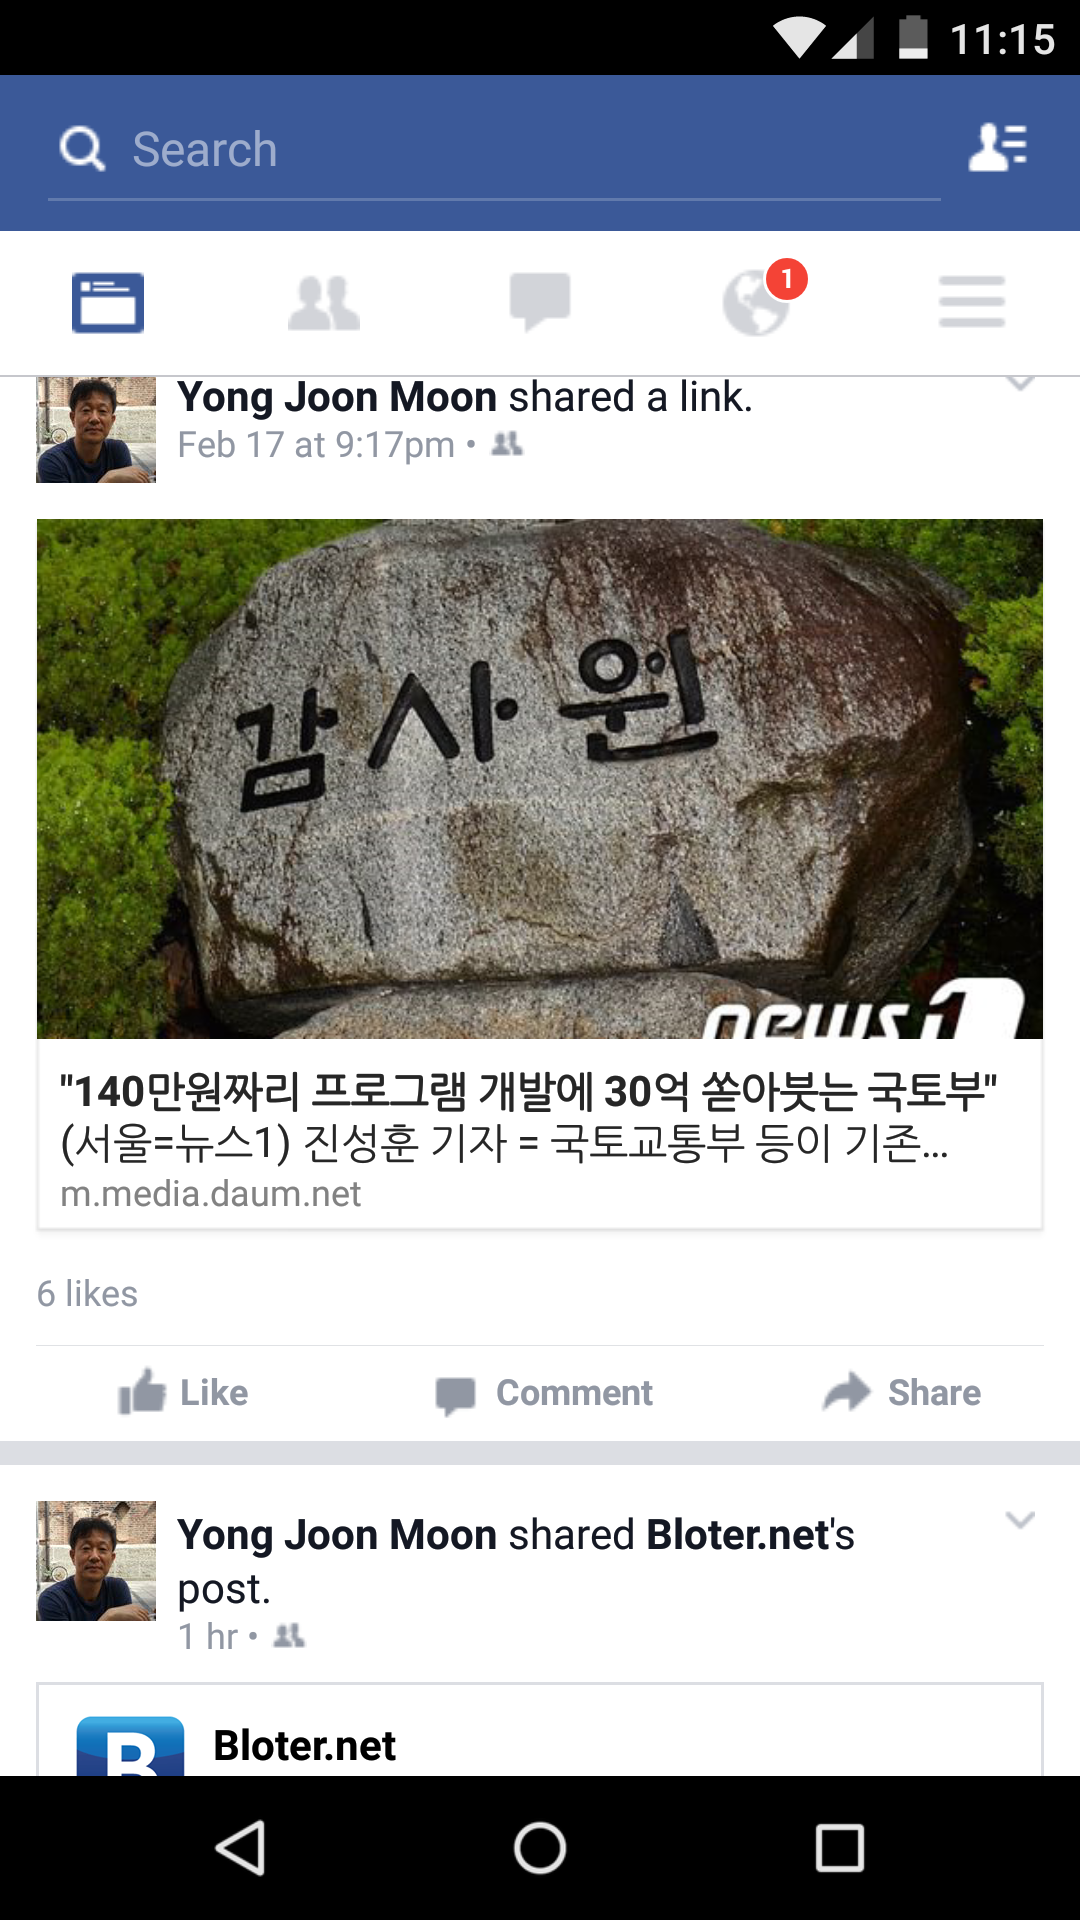 11:15
Search
1
Yong Joon Moon shared a link.
Feb 17 at 9:17pm •
감사원
news1
"140만원짜리 프로그램 개발에 30억 쏟아붓는 국토부"
(서울=뉴스1) 진성훈 기자 = 국토교통부 등이 기존...
m.media.daum.net
6 likes
Like Comment Share
Yong Joon Moon shared Bloter.net's
post.
1 hr •
B
Bloter.net